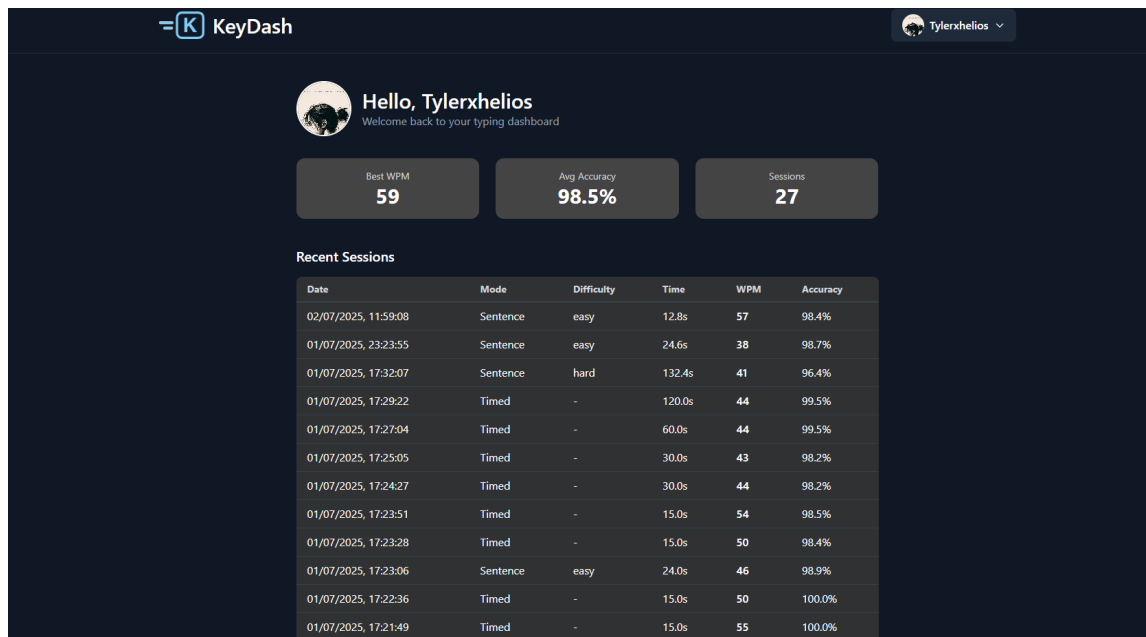 K KeyDash Tylerxhelios
Hello, Tylerxhelios
Welcome back to your typing dashboard
Best WPM Avg Accuracy Sessions
59 98.5% 27
Recent Sessions
Date Mode Difficulty Time WPM Accuracy
02/07/2025, 11:59:08 Sentence easy 12.8s 57 98.4%
01/07/2025, 23:23:55 Sentence easy 24.6s 38 98.7%
01/07/2025, 17:32:07 Sentence hard 132.4s 41 96.4%
01/07/2025, 17:29:22 Timed - 120.0s 44 99.5%
01/07/2025, 17:27:04 Timed - 60.0s 44 99.5%
01/07/2025, 17:25:05 Timed - 30.0s 43 98.2%
01/07/2025, 17:24:27 Timed - 30.0s 44 98.2%
01/07/2025, 17:23:51 Timed - 15.0s 54 98.5%
01/07/2025, 17:23:28 Timed - 15.0s 50 98.4%
01/07/2025, 17:23:06 Sentence easy 24.0s 46 98.9%
01/07/2025, 17:22:36 Timed - 15.0s 50 100.0%
01/07/2025, 17:21:49 Timed - 15.0s 55 100.0%